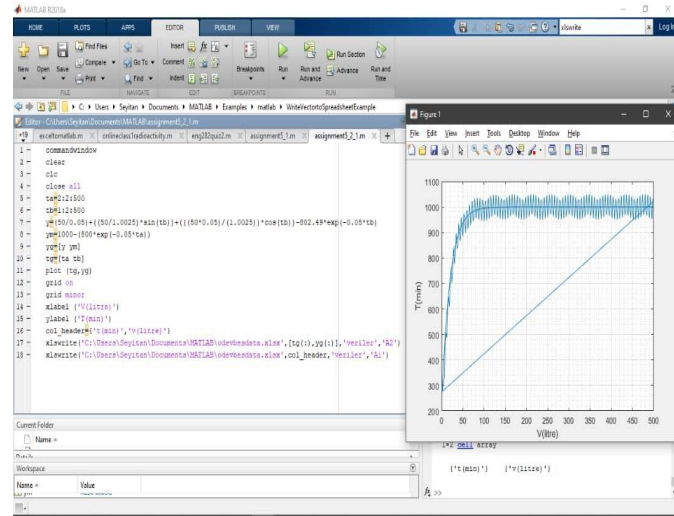 MATLAB R2018a
HOME PLOTS APPS EDITOR PUBLISH VIEW
xlswrite
Log In
New Open Save Find Files Compare Print Go To Find Insert Comment Indent Breakpoints Run Run and Advance Run Section Advance Run and Time
FILE NAVIGATE EDIT BREAKPOINTS RUN
C: Users Seyitan Documents MATLAB Examples matlab WriteVectortoSpreadsheetExample
Editor - C:\Users\Seyitan\Documents\MATLAB\assignment5_2_1.m
+19 exceltomatlab.m onlineclass1radioactivity.m eng282quio2.m assignment5_1.m assignment5_2_1.m
1 - commandwindow
2 - clear
3 - clc
4 - close all
5 - ta=2:2:500
6 - tb=1:2:500
7 - y=(50/0.05)+((50/1.0025)*sin(tb))+(((50*0.05)/(1.0025))*cos(tb))-802.49*exp(-0.05*tb)
8 - ym=1000-(800*exp(-0.05*ta))
9 - yg=[y ym]
10 - tg=[ta tb]
11 - plot (tg,yg)
12 - grid on
13 - grid minor
14 - xlabel ('V(litre)')
15 - ylabel ('T(min)')
16 - col_header={'t(min)','v(litre)'}
17 - xlswrite('C:\Users\Seyitan\Documents\MATLAB\odevbesdata.xlsx',[tg(:),yg(:)],'veriler','A2')
18 - xlswrite('C:\Users\Seyitan\Documents\MATLAB\odevbesdata.xlsx',col_header,'veriler','A1')
Figure 1
File Edit View Insert Tools Desktop Window Help
1100
1000
900
800
700
600
500
400
300
200
T(min)
0 50 100 150 200 250 300 350 400 450 500
V(litre)
Current Folder
Name
Workspace
Name Value
1×2 cell array
{'t(min)'} {'v(litre)'}
fx >>